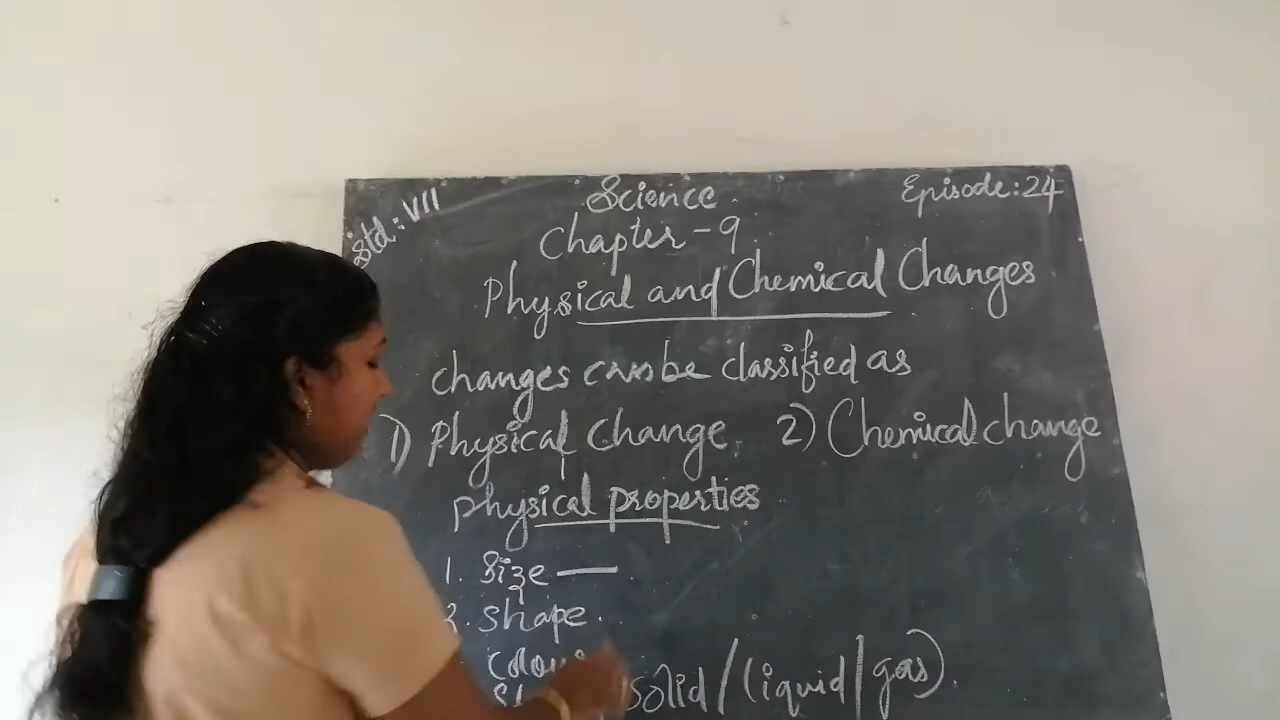 Std: VII
Science
Episode: 24
Chapter - 9
Physical and Chemical Changes
changes can be classified as
1) Physical Change 2) Chemical change
physical properties
1. Size —
2. shape.
solid / liquid / gas).